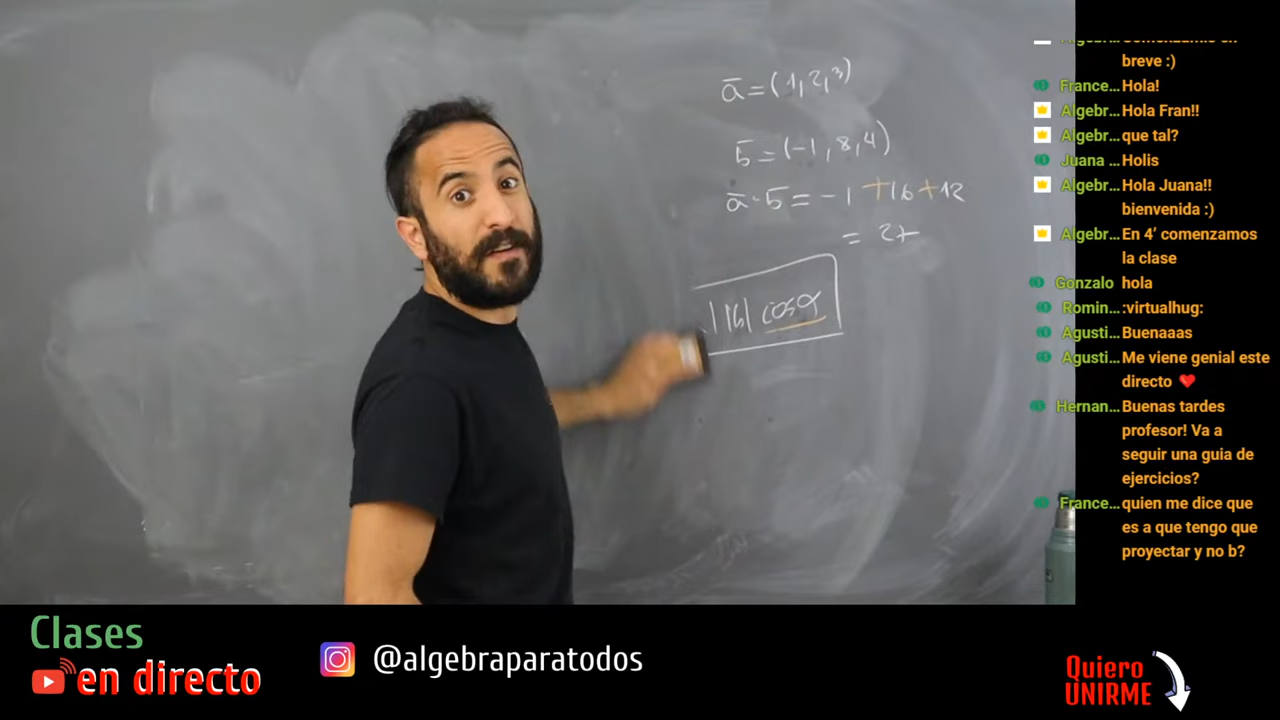 ā=(1,2,3)
b̄=(-1,8,4)
ā·b̄=-1+16+12
=27
| |b| cosα
breve :)
France... Hola!
Algebr... Hola Fran!!
Algebr... que tal?
Juana ... Holis
Algebr... Hola Juana!!
bienvenida :)
Algebr... En 4' comenzamos
la clase
Gonzalo hola
Romin... :virtualhug:
Agusti... Buenaaas
Agusti... Me viene genial este
directo ❤️
Hernan... Buenas tardes
profesor! Va a
seguir una guia de
ejercicios?
France... quien me dice que
es a que tengo que
proyectar y no b?
Clases
en directo
@algebraparatodos
Quiero
UNIRME